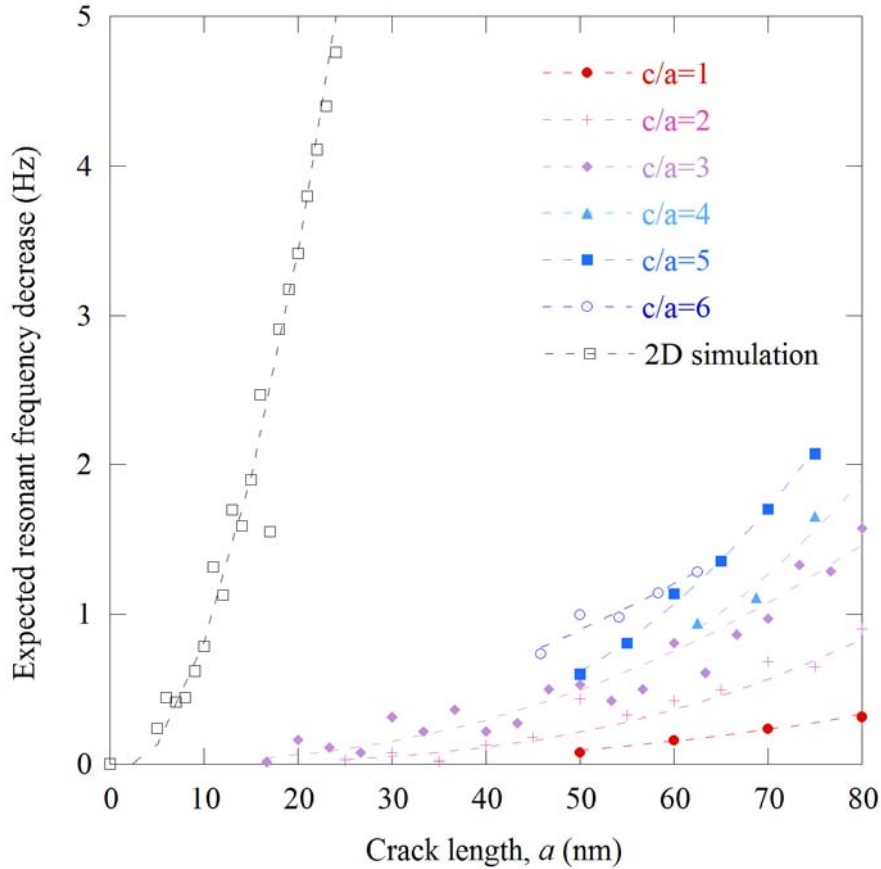 5
4
3
2
1
0
Expected resonant frequency decrease (Hz)
c/a=1
c/a=2
c/a=3
c/a=4
c/a=5
c/a=6
2D simulation
0 10 20 30 40 50 60 70 80
Crack length, a (nm)